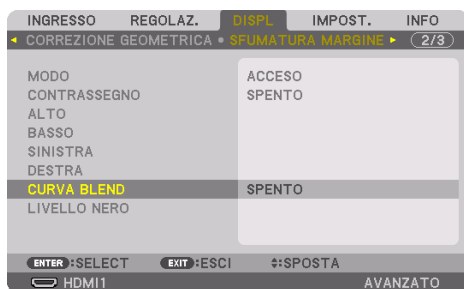 INGRESSO REGOLAZ. DISPL IMPOST. INFO
CORREZIONE GEOMETRICA • SFUMATURA MARGINE 2/3
MODO ACCESO
CONTRASSEGNO SPENTO
ALTO
BASSO
SINISTRA
DESTRA
CURVA BLEND SPENTO
LIVELLO NERO
ENTER :SELECT EXIT :ESCI :SPOSTA
HDMI1 AVANZATO